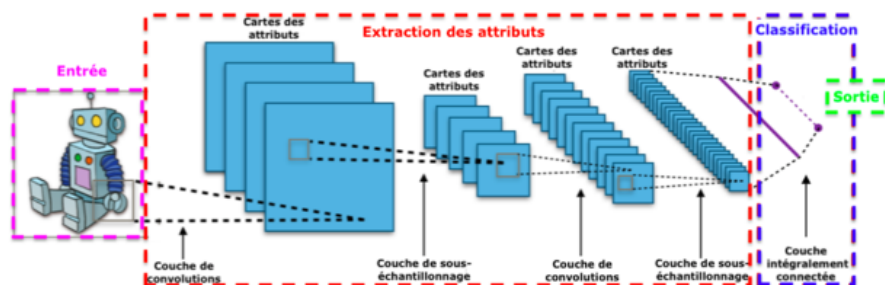 Extraction des attributs
Classification
Entrée
Sortie
Cartes des
attributs
Cartes des
attributs
Cartes des
attributs
Cartes des
attributs
Couche de
convolutions
Couche de sous-
échantillonnage
Couche de
convolutions
Couche de sous-
échantillonnage
Couche
intégralement
connectée